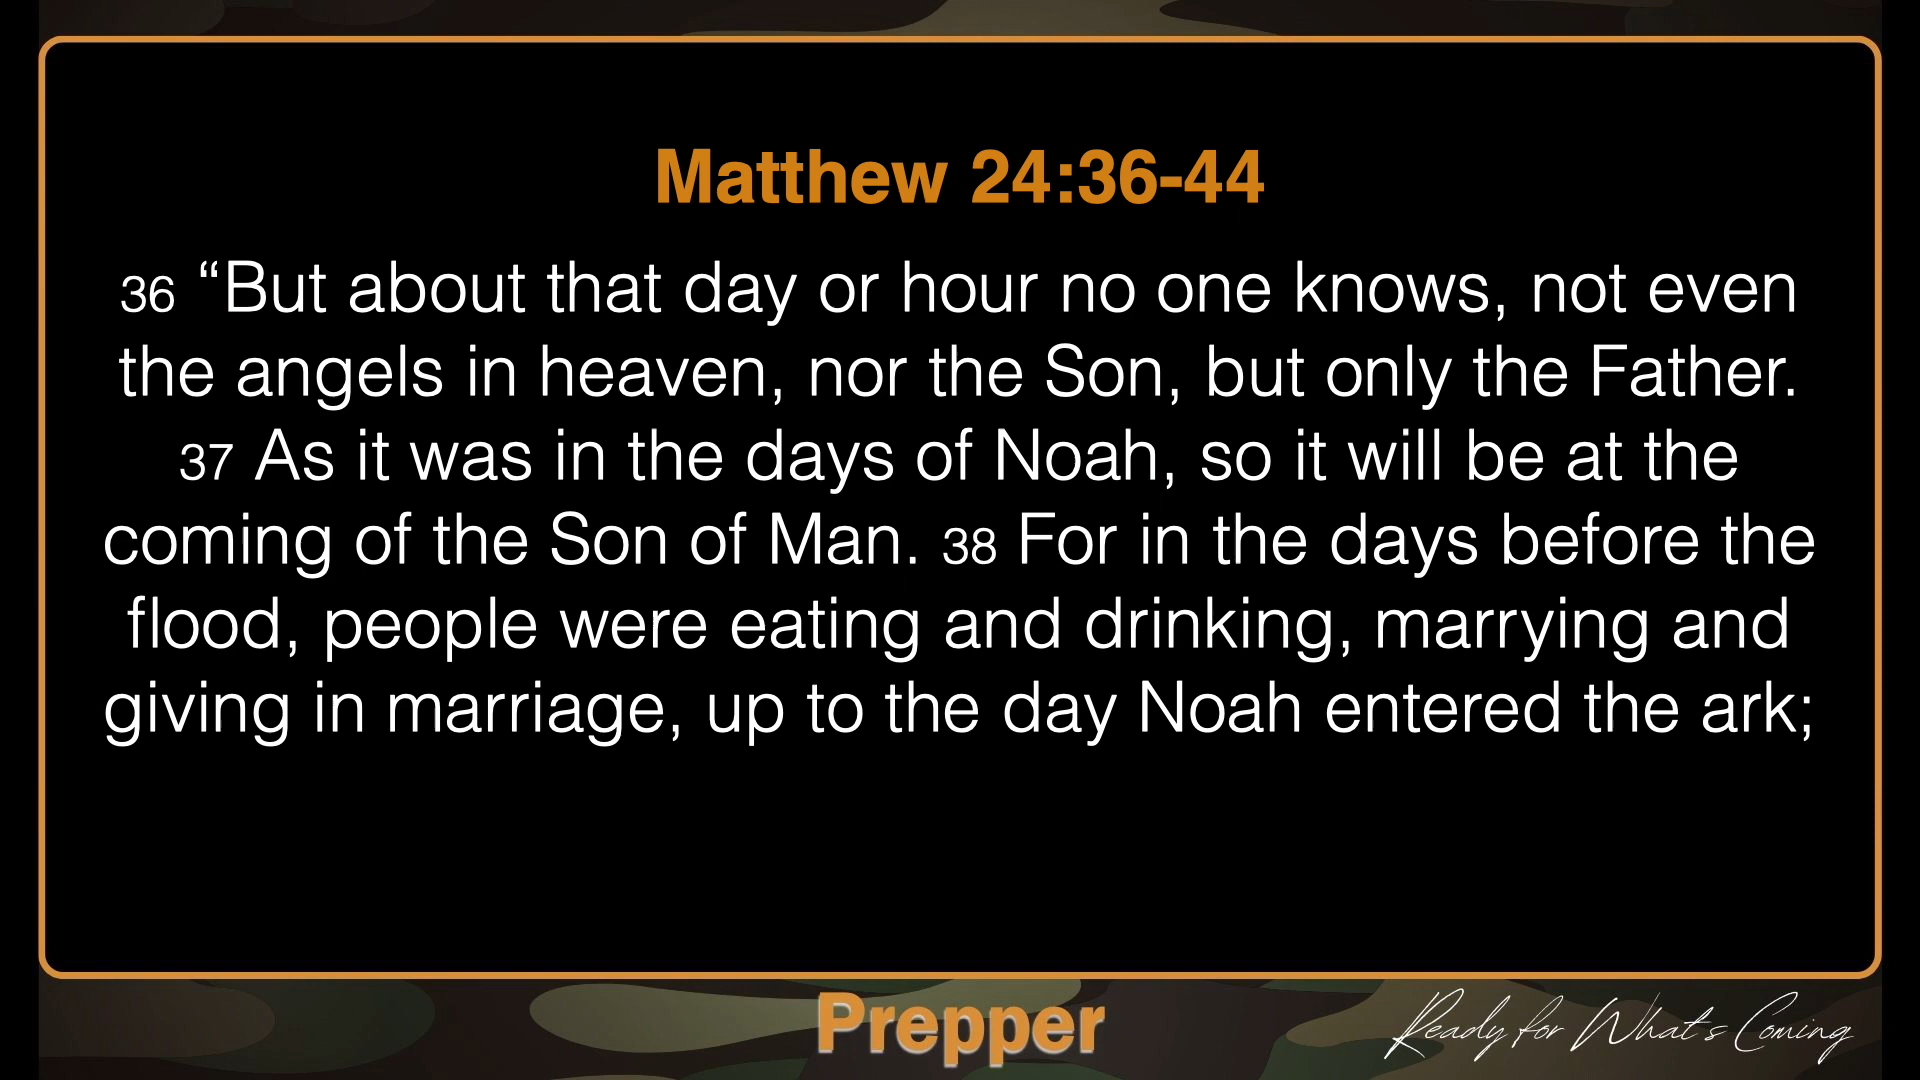 Matthew 24:36-44
36 “But about that day or hour no one knows, not even
the angels in heaven, nor the Son, but only the Father.
37 As it was in the days of Noah, so it will be at the
coming of the Son of Man. 38 For in the days before the
flood, people were eating and drinking, marrying and
giving in marriage, up to the day Noah entered the ark;
Prepper
Ready for What's Coming